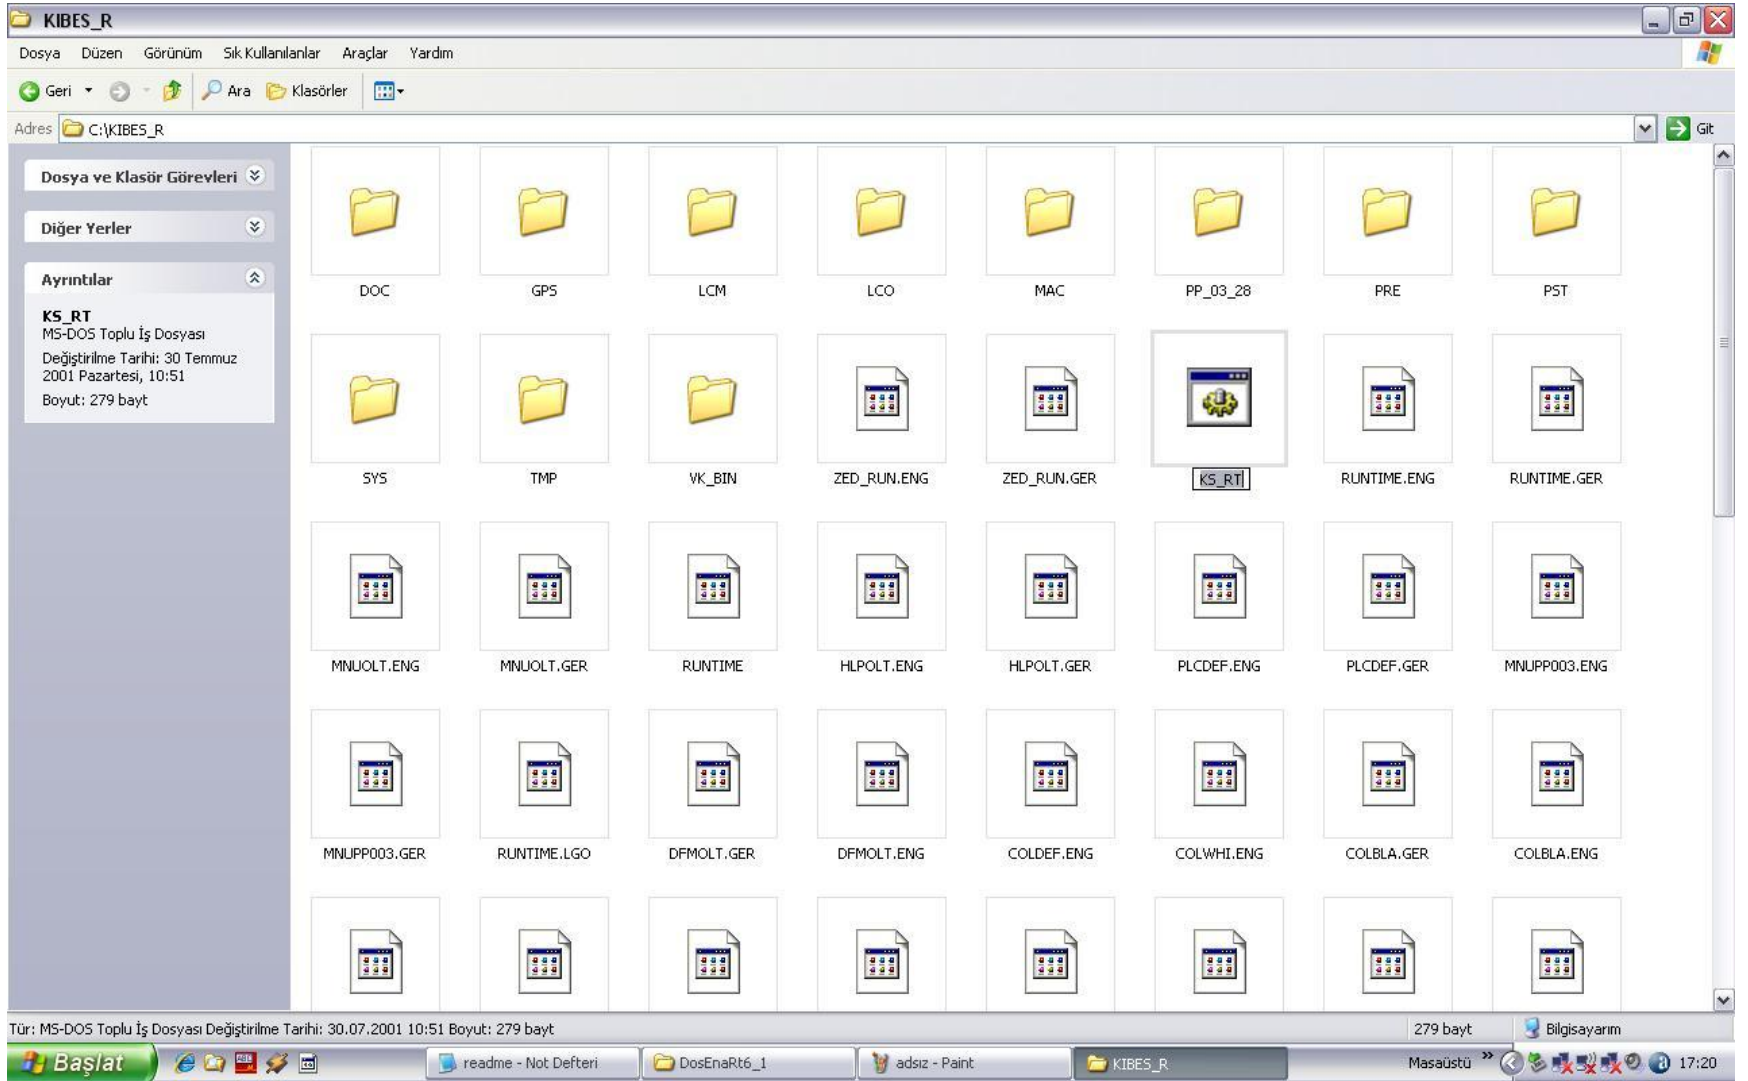 KIBES_R
Dosya Düzen Görünüm Sık Kullanılanlar Araçlar Yardım
Geri Ara Klasörler
Adres C:\KIBES_R Git
Dosya ve Klasör Görevleri
Diğer Yerler
Ayrıntılar
KS_RT
MS-DOS Toplu İş Dosyası
Değiştirilme Tarihi: 30 Temmuz
2001 Pazartesi, 10:51
Boyut: 279 bayt
DOC GPS LCM LCO MAC PP_03_28 PRE PST
SYS TMP VK_BIN ZED_RUN.ENG ZED_RUN.GER KS_RT RUNTIME.ENG RUNTIME.GER
MNUOLT.ENG MNUOLT.GER RUNTIME HLPOLT.ENG HLPOLT.GER PLCDEF.ENG PLCDEF.GER MNUPP003.ENG
MNUPP003.GER RUNTIME.LGO DFMOLT.GER DFMOLT.ENG COLDEF.ENG COLWHI.ENG COLBLA.GER COLBLA.ENG
Tür: MS-DOS Toplu İş Dosyası Değiştirilme Tarihi: 30.07.2001 10:51 Boyut: 279 bayt 279 bayt Bilgisayarım
Başlat readme - Not Defteri DosEnaRt6_1 adsız - Paint KIBES_R Masaüstü » 17:20